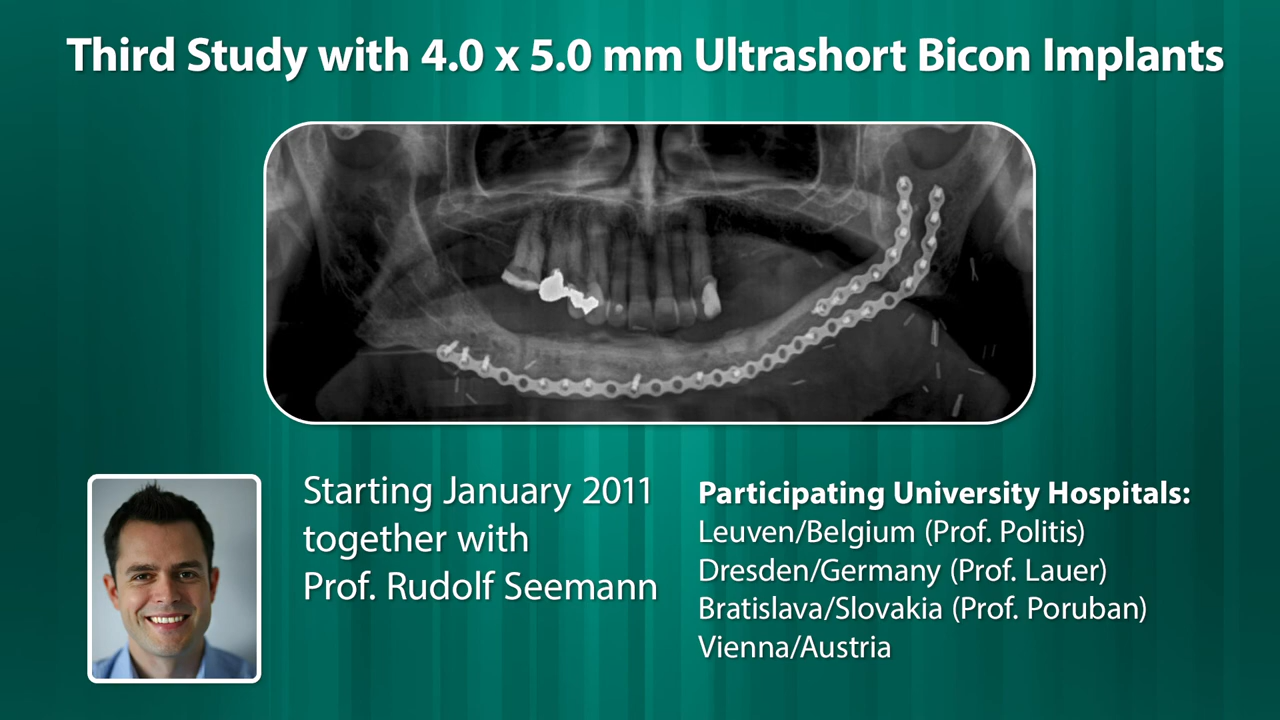 Third Study with 4.0 x 5.0 mm Ultrashort Bicon Implants
Starting January 2011
together with
Prof. Rudolf Seemann
Participating University Hospitals:
Leuven/Belgium (Prof. Politis)
Dresden/Germany (Prof. Lauer)
Bratislava/Slovakia (Prof. Poruban)
Vienna/Austria